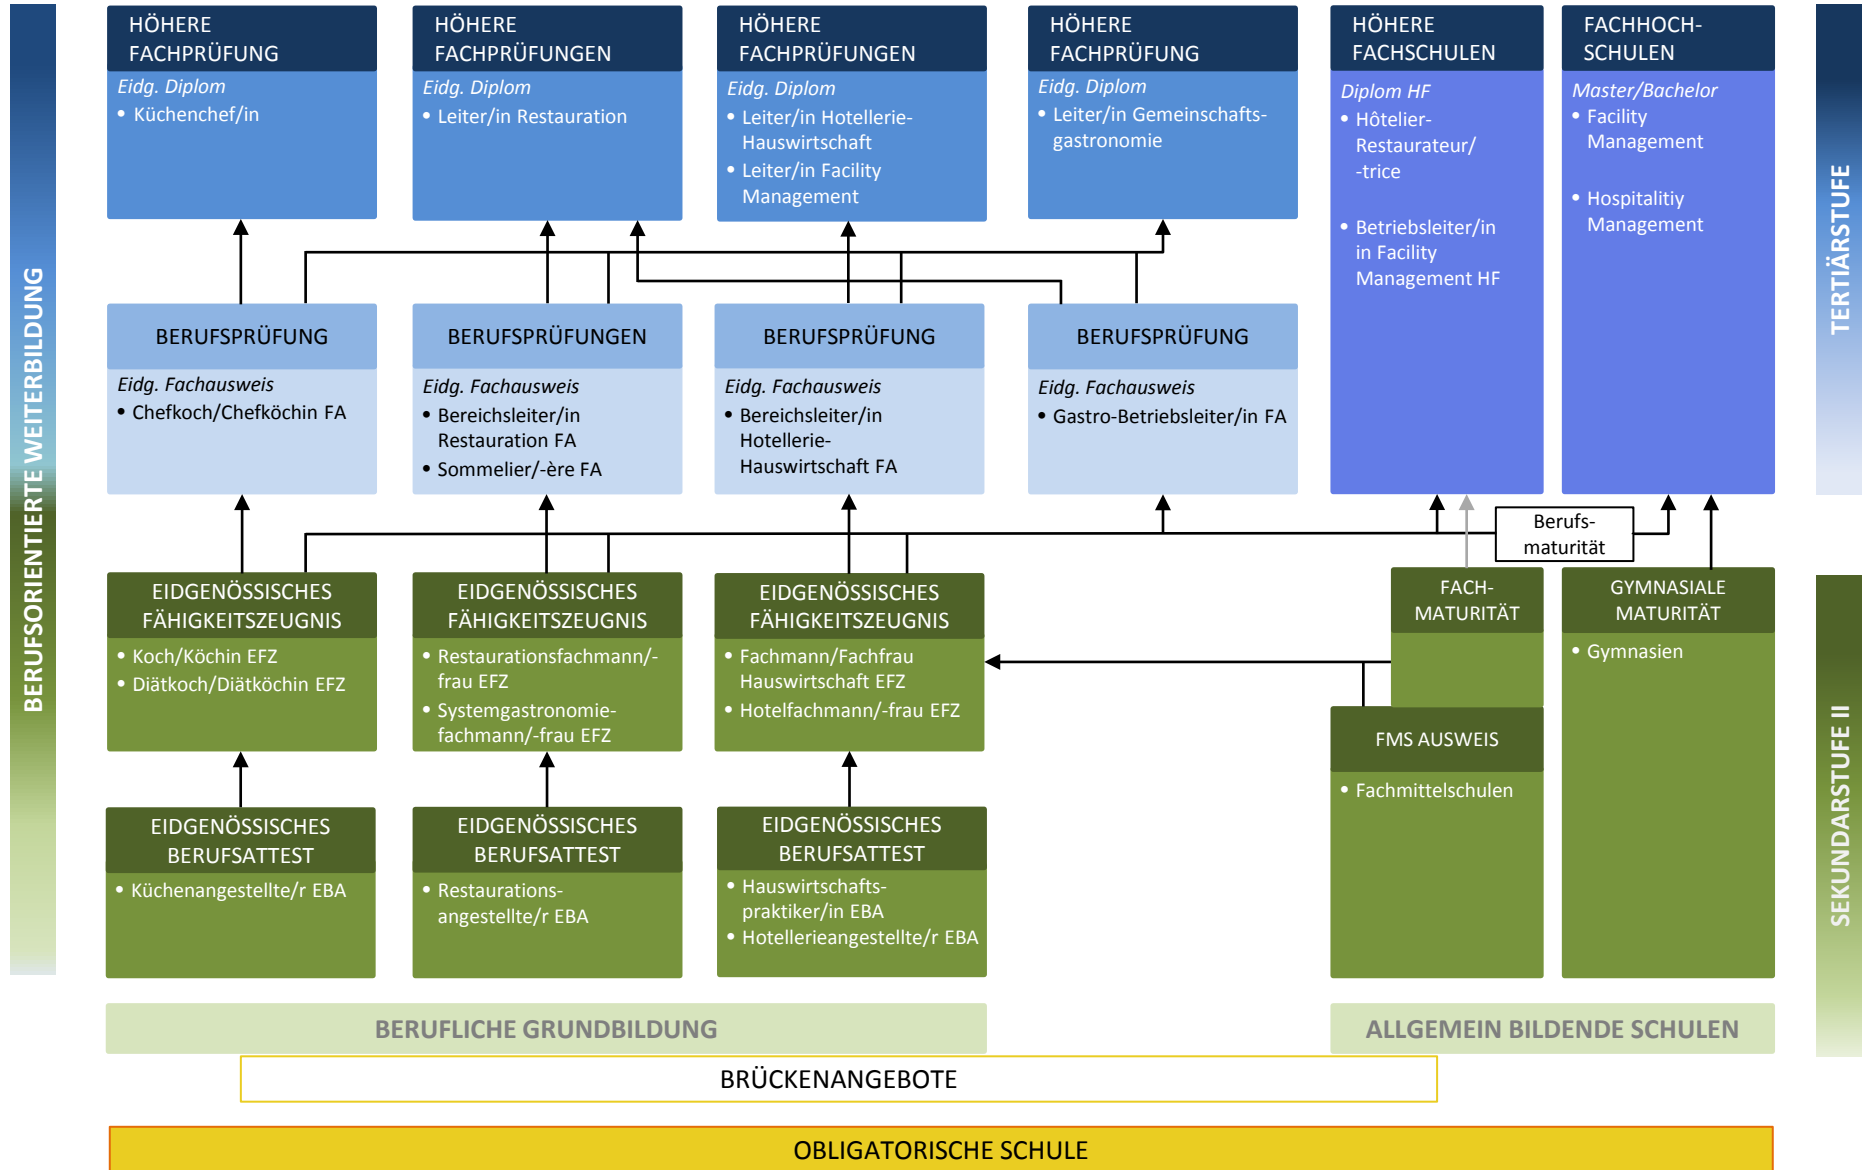 BERUFSORIENTIERTE WEITERBILDUNG
HÖHERE
FACHPRÜFUNG
Eidg. Diplom
• Küchenchef/in
HÖHERE
FACHPRÜFUNGEN
Eidg. Diplom
• Leiter/in Restauration
HÖHERE
FACHPRÜFUNGEN
Eidg. Diplom
• Leiter/in Hotellerie-
Hauswirtschaft
• Leiter/in Facility
Management
HÖHERE
FACHPRÜFUNG
Eidg. Diplom
• Leiter/in Gemeinschafts-
gastronomie
HÖHERE
FACHSCHULEN
Diplom HF
• Hôtelier-
Restaurateur/
-trice
• Betriebsleiter/in
in Facility
Management HF
FACHHOCH-
SCHULEN
Master/Bachelor
• Facility
Management
• Hospitalitiy
Management
TERTIÄRSTUFE
BERUFSPRÜFUNG
Eidg. Fachausweis
• Chefkoch/Chefköchin FA
BERUFSPRÜFUNGEN
Eidg. Fachausweis
• Bereichsleiter/in
Restauration FA
• Sommelier/-ère FA
BERUFSPRÜFUNG
Eidg. Fachausweis
• Bereichsleiter/in
Hotellerie-
Hauswirtschaft FA
BERUFSPRÜFUNG
Eidg. Fachausweis
• Gastro-Betriebsleiter/in FA
Berufs-
maturität
EIDGENÖSSISCHES
FÄHIGKEITSZEUGNIS
• Koch/Köchin EFZ
• Diätkoch/Diätköchin EFZ
EIDGENÖSSISCHES
FÄHIGKEITSZEUGNIS
• Restaurationsfachmann/-
frau EFZ
• Systemgastronomie-
fachmann/-frau EFZ
EIDGENÖSSISCHES
FÄHIGKEITSZEUGNIS
• Fachmann/Fachfrau
Hauswirtschaft EFZ
• Hotelfachmann/-frau EFZ
FACH-
MATURITÄT
GYMNASIALE
MATURITÄT
• Gymnasien
FMS AUSWEIS
• Fachmittelschulen
SEKUNDARSTUFE II
EIDGENÖSSISCHES
BERUFSATTEST
• Küchenangestellte/r EBA
EIDGENÖSSISCHES
BERUFSATTEST
• Restaurations-
angestellte/r EBA
EIDGENÖSSISCHES
BERUFSATTEST
• Hauswirtschafts-
praktiker/in EBA
• Hotellerieangestellte/r EBA
BERUFLICHE GRUNDBILDUNG
ALLGEMEIN BILDENDE SCHULEN
BRÜCKENANGEBOTE
OBLIGATORISCHE SCHULE